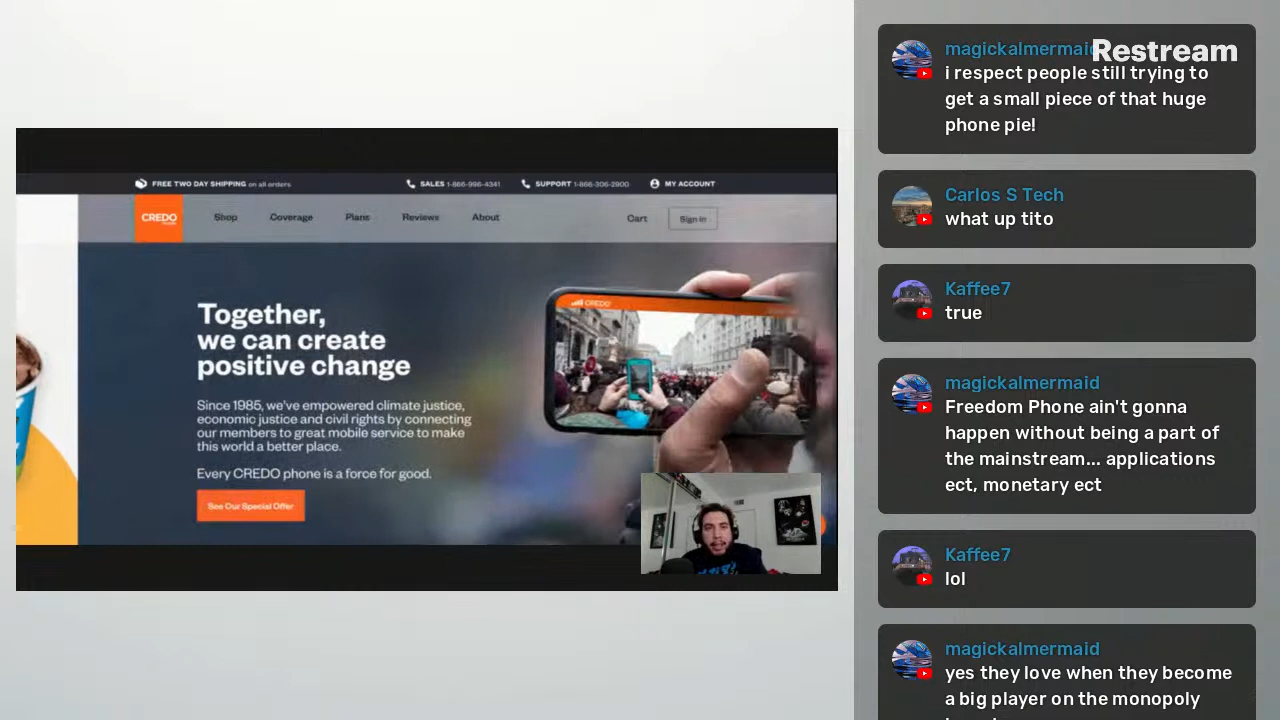 FREE TWO DAY SHIPPING on all orders
SALES 1-866-996-4341
SUPPORT 1-866-306-2900
MY ACCOUNT
CREDO
Shop
Coverage
Plans
Reviews
About
Cart
Sign in
Together,
we can create
positive change
Since 1985, we've empowered climate justice,
economic justice and civil rights by connecting
our members to great mobile service to make
this world a better place.
Every CREDO phone is a force for good.
See Our Special Offer
CREDO
Restream
magickalmermaid
i respect people still trying to
get a small piece of that huge
phone pie!
Carlos S Tech
what up tito
Kaffee7
true
magickalmermaid
Freedom Phone ain't gonna
happen without being a part of
the mainstream... applications
ect, monetary ect
Kaffee7
lol
magickalmermaid
yes they love when they become
a big player on the monopoly